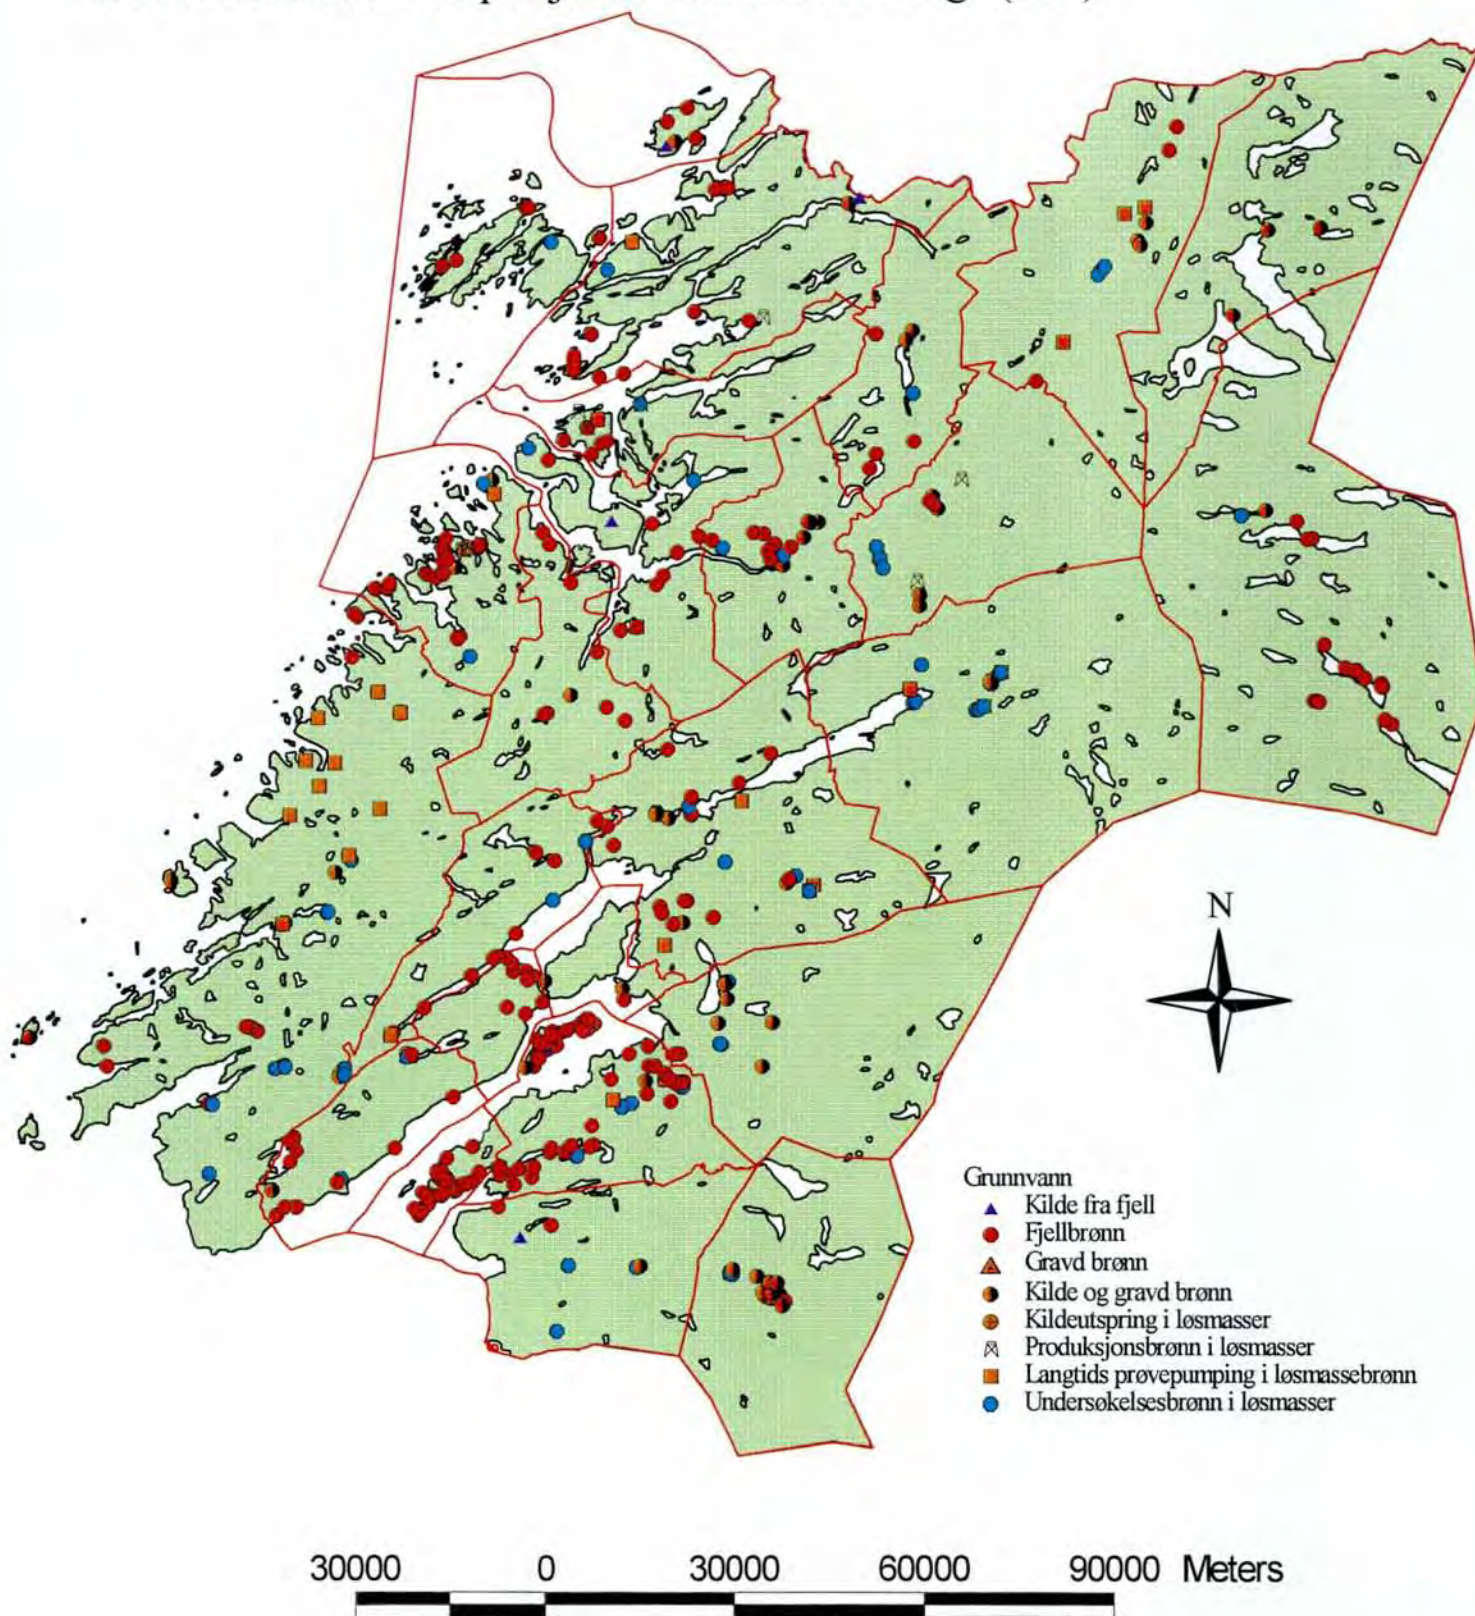 N
Grunnvann
Kilde fra fjell
Fjellbrønn
Gravd brønn
Kilde og gravd brønn
Kildeutspring i løsmasser
Produksjonsbrønn i løsmasser
Langtids prøvepumping i løsmassebrønn
Undersøkelsesbrønn i løsmasser
30000 0 30000 60000 90000 Meters